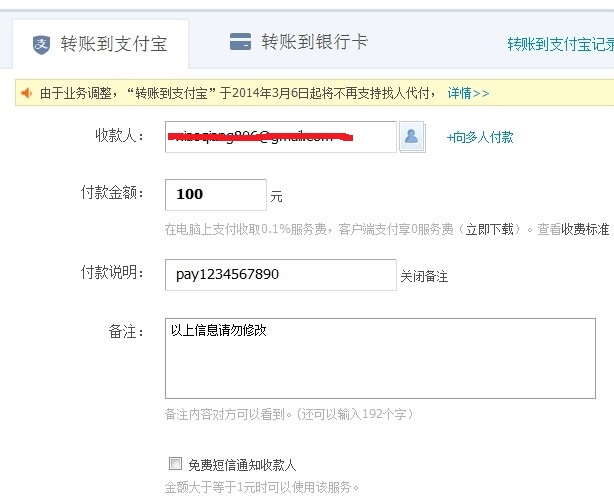 转账到支付宝
转账到银行卡
转账到支付宝记录
由于业务调整，“转账到支付宝”于2014年3月6日起将不再支持找人代付， 详情>>
收款人：
+向多人付款
付款金额： 100 元
在电脑上支付收取0.1%服务费，客户端支付享0服务费（立即下载）。查看收费标准
付款说明： pay1234567890 关闭备注
备注： 以上信息请勿修改
备注内容对方可以看到。(还可以输入192个字)
免费短信通知收款人
金额大于等于1元时可以使用该服务。